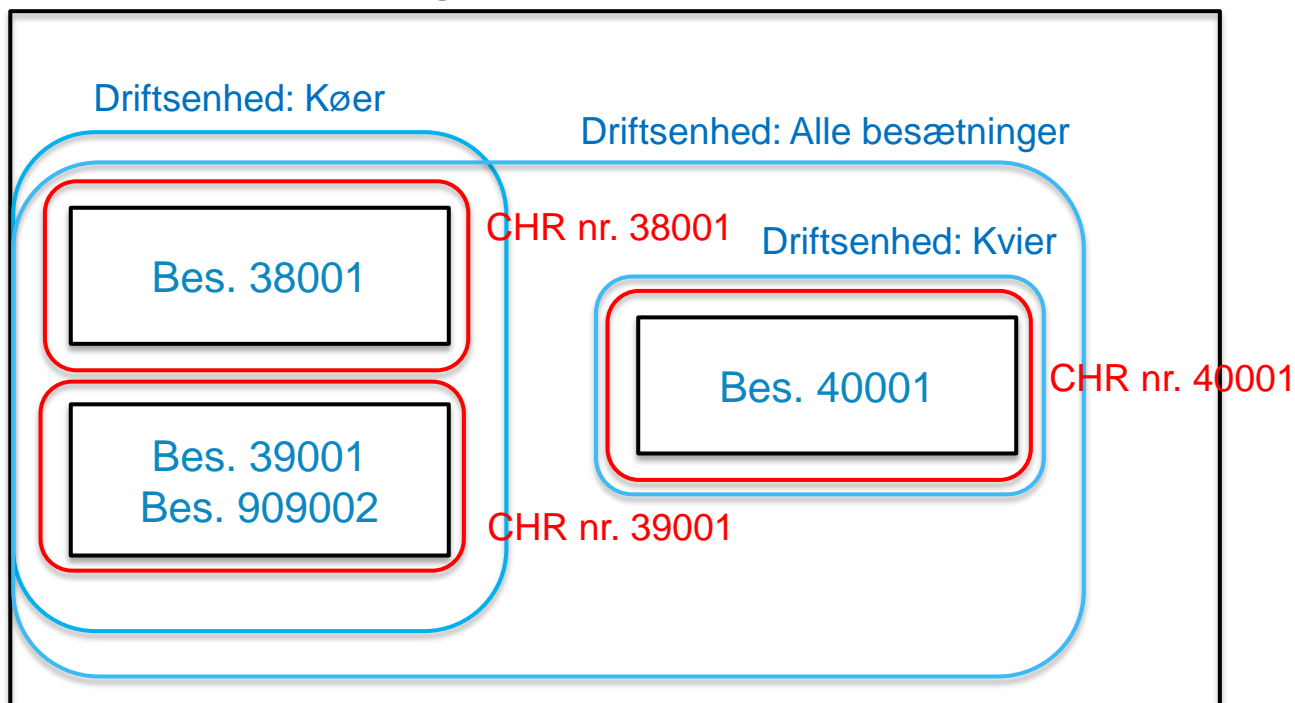 Driftsenhed: Køer
Driftsenhed: Alle besætninger
CHR nr. 38001
Driftsenhed: Kvier
Bes. 38001
CHR nr. 40001
Bes. 40001
Bes. 39001
Bes. 909002
CHR nr. 39001